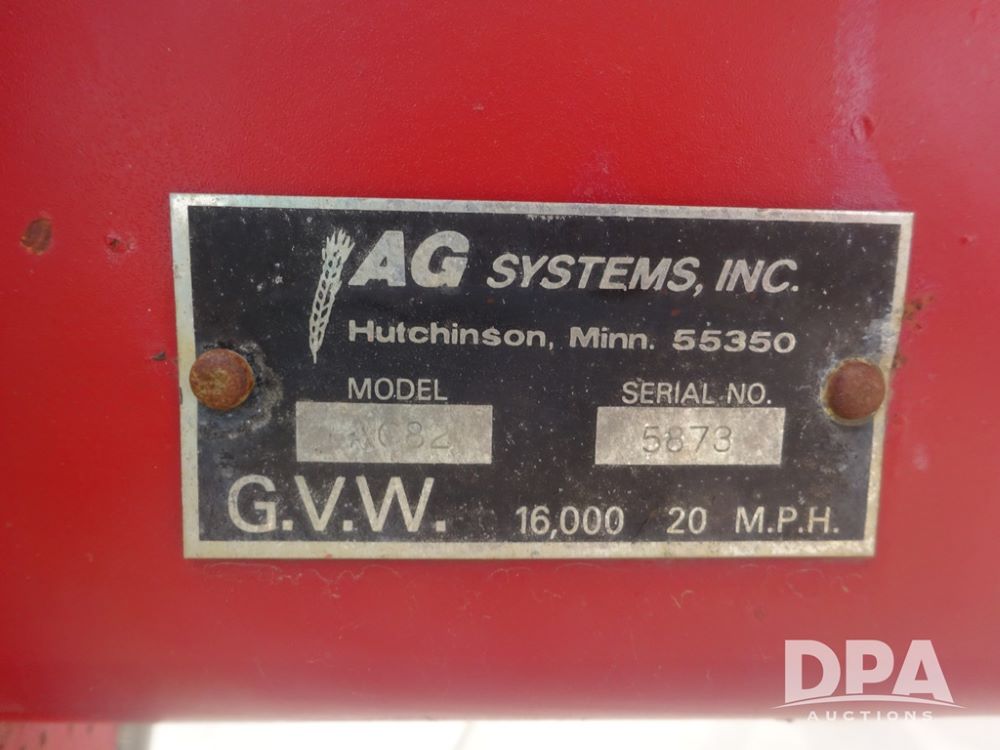 AG SYSTEMS, INC.
Hutchinson, Minn. 55350
MODEL SERIAL NO.
5873
G.V.W. 16,000 20 M.P.H.
DPA
AUCTIONS